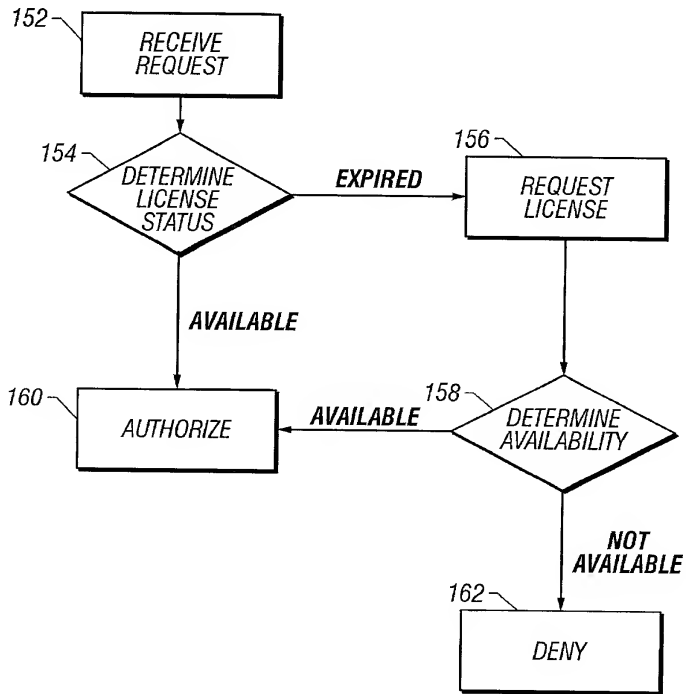 152
RECEIVE
REQUEST
154
DETERMINE
LICENSE
STATUS
EXPIRED
156
REQUEST
LICENSE
AVAILABLE
160
AUTHORIZE
AVAILABLE
158
DETERMINE
AVAILABILITY
NOT
AVAILABLE
162
DENY